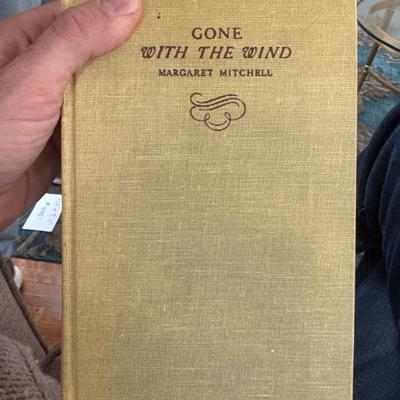 GONE
WITH THE WIND
MARGARET MITCHELL